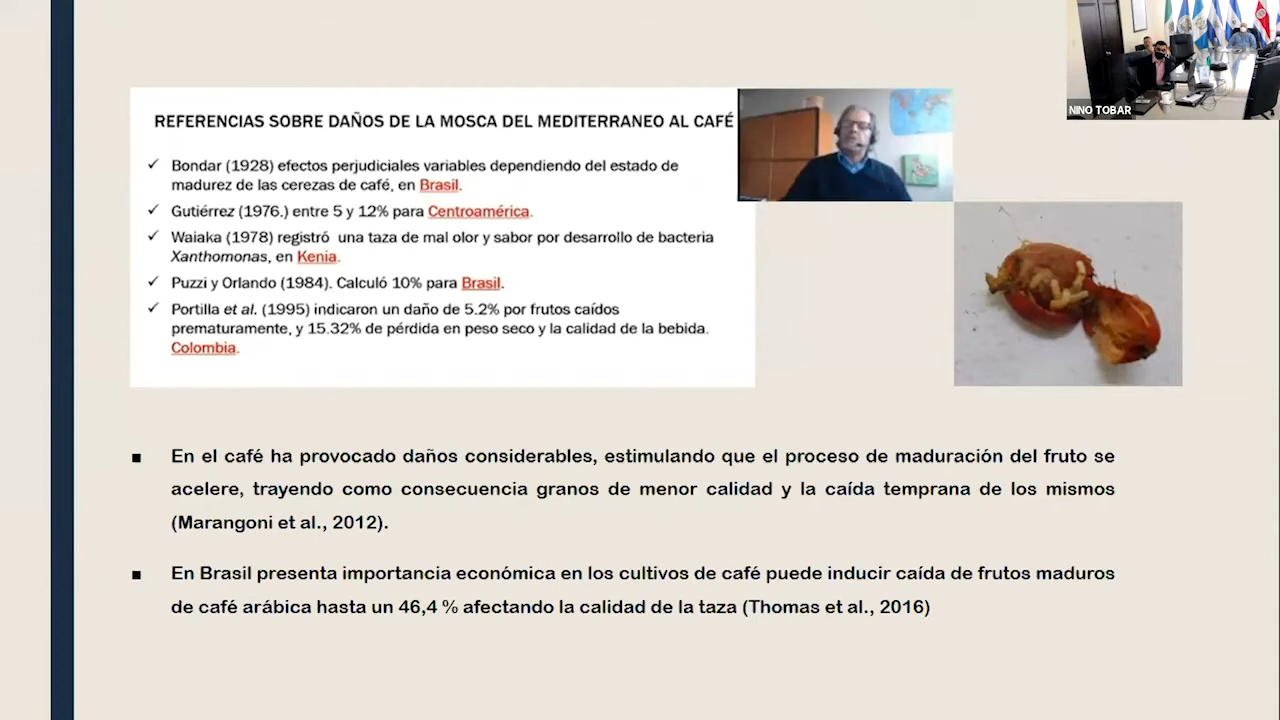 NINO TOBAR
REFERENCIAS SOBRE DAÑOS DE LA MOSCA DEL MEDITERRANEO AL CAFÉ
✓ Bondar (1928) efectos perjudiciales variables dependiendo del estado de
madurez de las cerezas de café, en Brasil.
✓ Gutiérrez (1976.) entre 5 y 12% para Centroamérica.
✓ Waiaka (1978) registró una taza de mal olor y sabor por desarrollo de bacteria
Xanthomonas, en Kenia.
✓ Puzzi y Orlando (1984). Calculó 10% para Brasil.
✓ Portilla et al. (1995) indicaron un daño de 5.2% por frutos caídos
prematuramente, y 15.32% de pérdida en peso seco y la calidad de la bebida.
Colombia.
■ En el café ha provocado daños considerables, estimulando que el proceso de maduración del fruto se
acelere, trayendo como consecuencia granos de menor calidad y la caída temprana de los mismos
(Marangoni et al., 2012).
■ En Brasil presenta importancia económica en los cultivos de café puede inducir caída de frutos maduros
de café arábica hasta un 46,4 % afectando la calidad de la taza (Thomas et al., 2016)